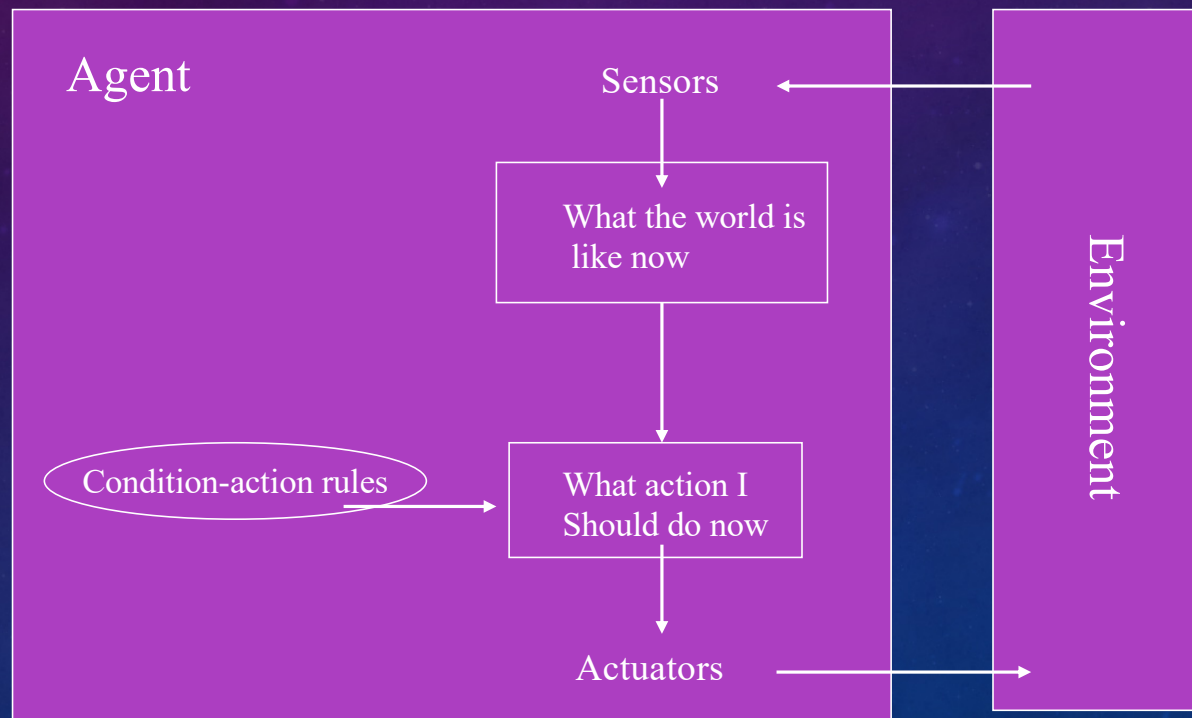 Agent
Sensors
What the world is
like now
Environment
Condition-action rules
What action I
Should do now
Actuators